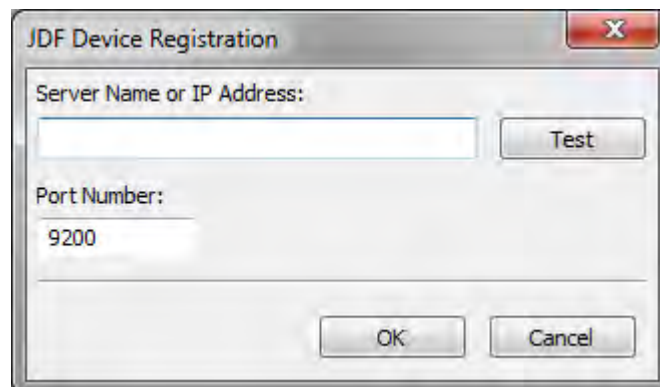 JDF Device Registration
Server Name or IP Address:
Test
Port Number:
9200
OK Cancel